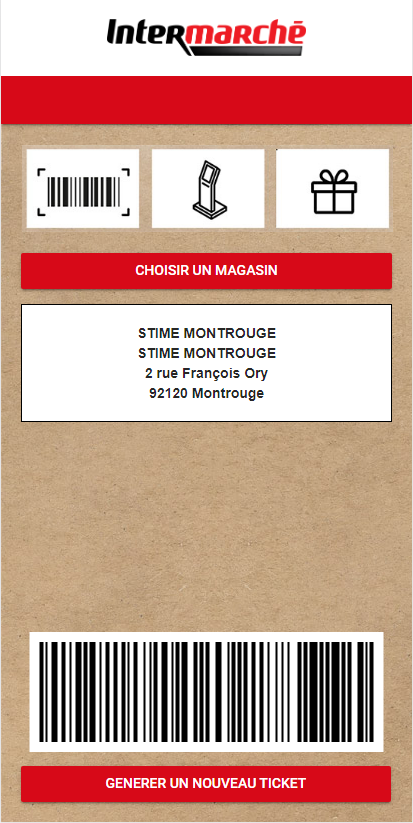 Intermarché
CHOISIR UN MAGASIN
STIME MONTROUGE
STIME MONTROUGE
2 rue François Ory
92120 Montrouge
GENERER UN NOUVEAU TICKET